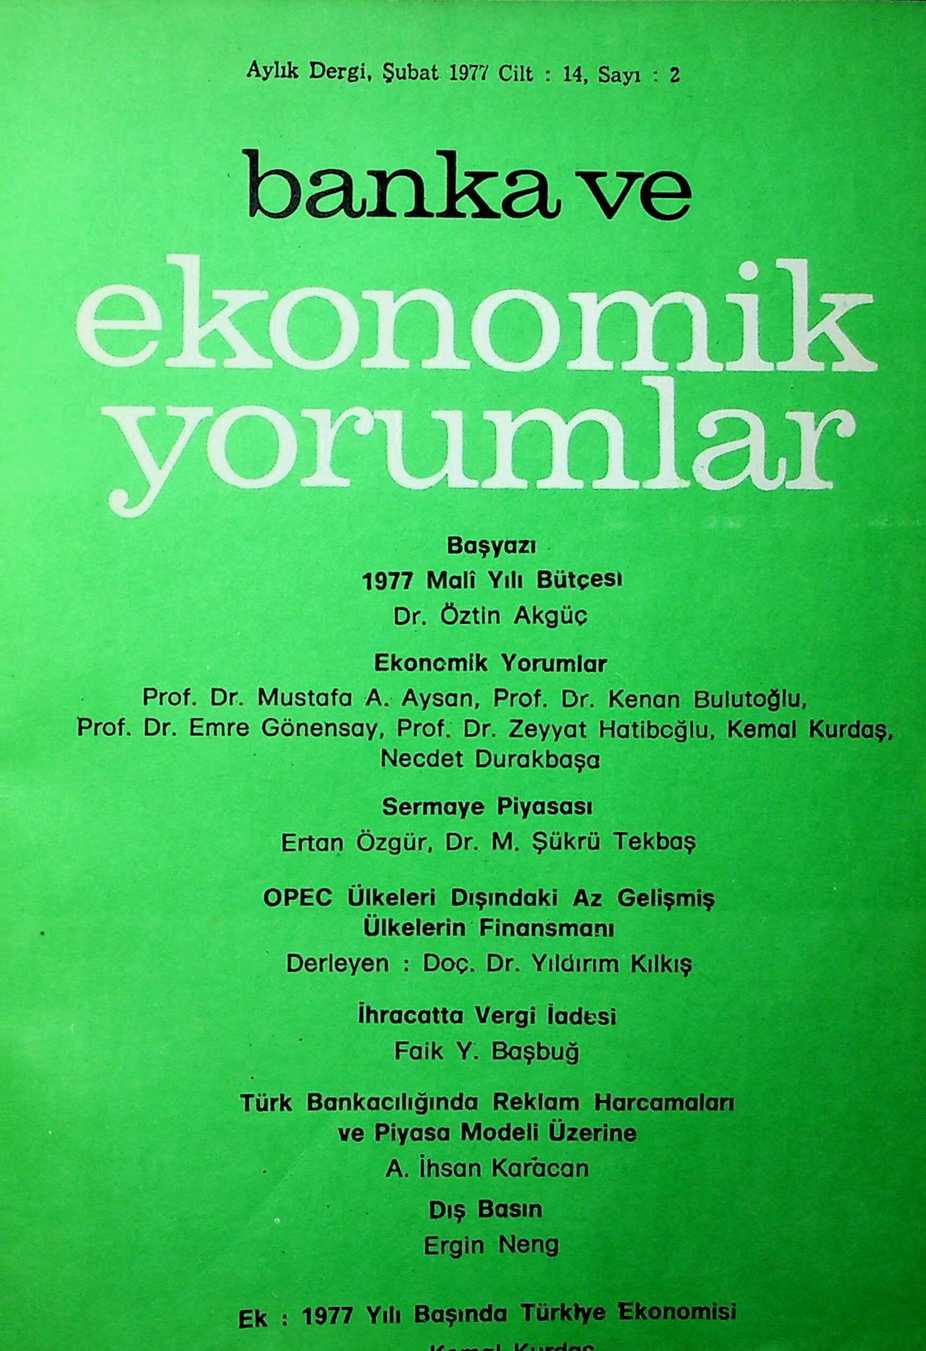 Aylık Dergi, Şubat 1977 Cilt : 14, Sayı : 2
banka ve
ekonomik
yorumlar
Başyazı
1977 Malî Yılı Bütçesi
Dr. Öztin Akgüç
Ekonomik Yorumlar
Prof. Dr. Mustafa A. Aysan, Prof. Dr. Kenan Bulutoğlu,
Prof. Dr. Emre Gönensay, Prof. Dr. Zeyyat Hatiboğlu, Kemal Kurdaş,
Necdet Durakbaşa
Sermaye Piyasası
Ertan Özgür, Dr. M. Şükrü Tekbaş
OPEC Ülkeleri Dışındaki Az Gelişmiş
Ülkelerin Finansmanı
Derleyen : Doç. Dr. Yıldırım Kılkış
İhracatta Vergi İadesi
Faik Y. Başbuğ
Türk Bankacılığında Reklam Harcamaları
ve Piyasa Modeli Üzerine
A. İhsan Karacan
Dış Basın
Ergin Neng
Ek : 1977 Yılı Başında Türkiye Ekonomisi
Kemal Kurdaş